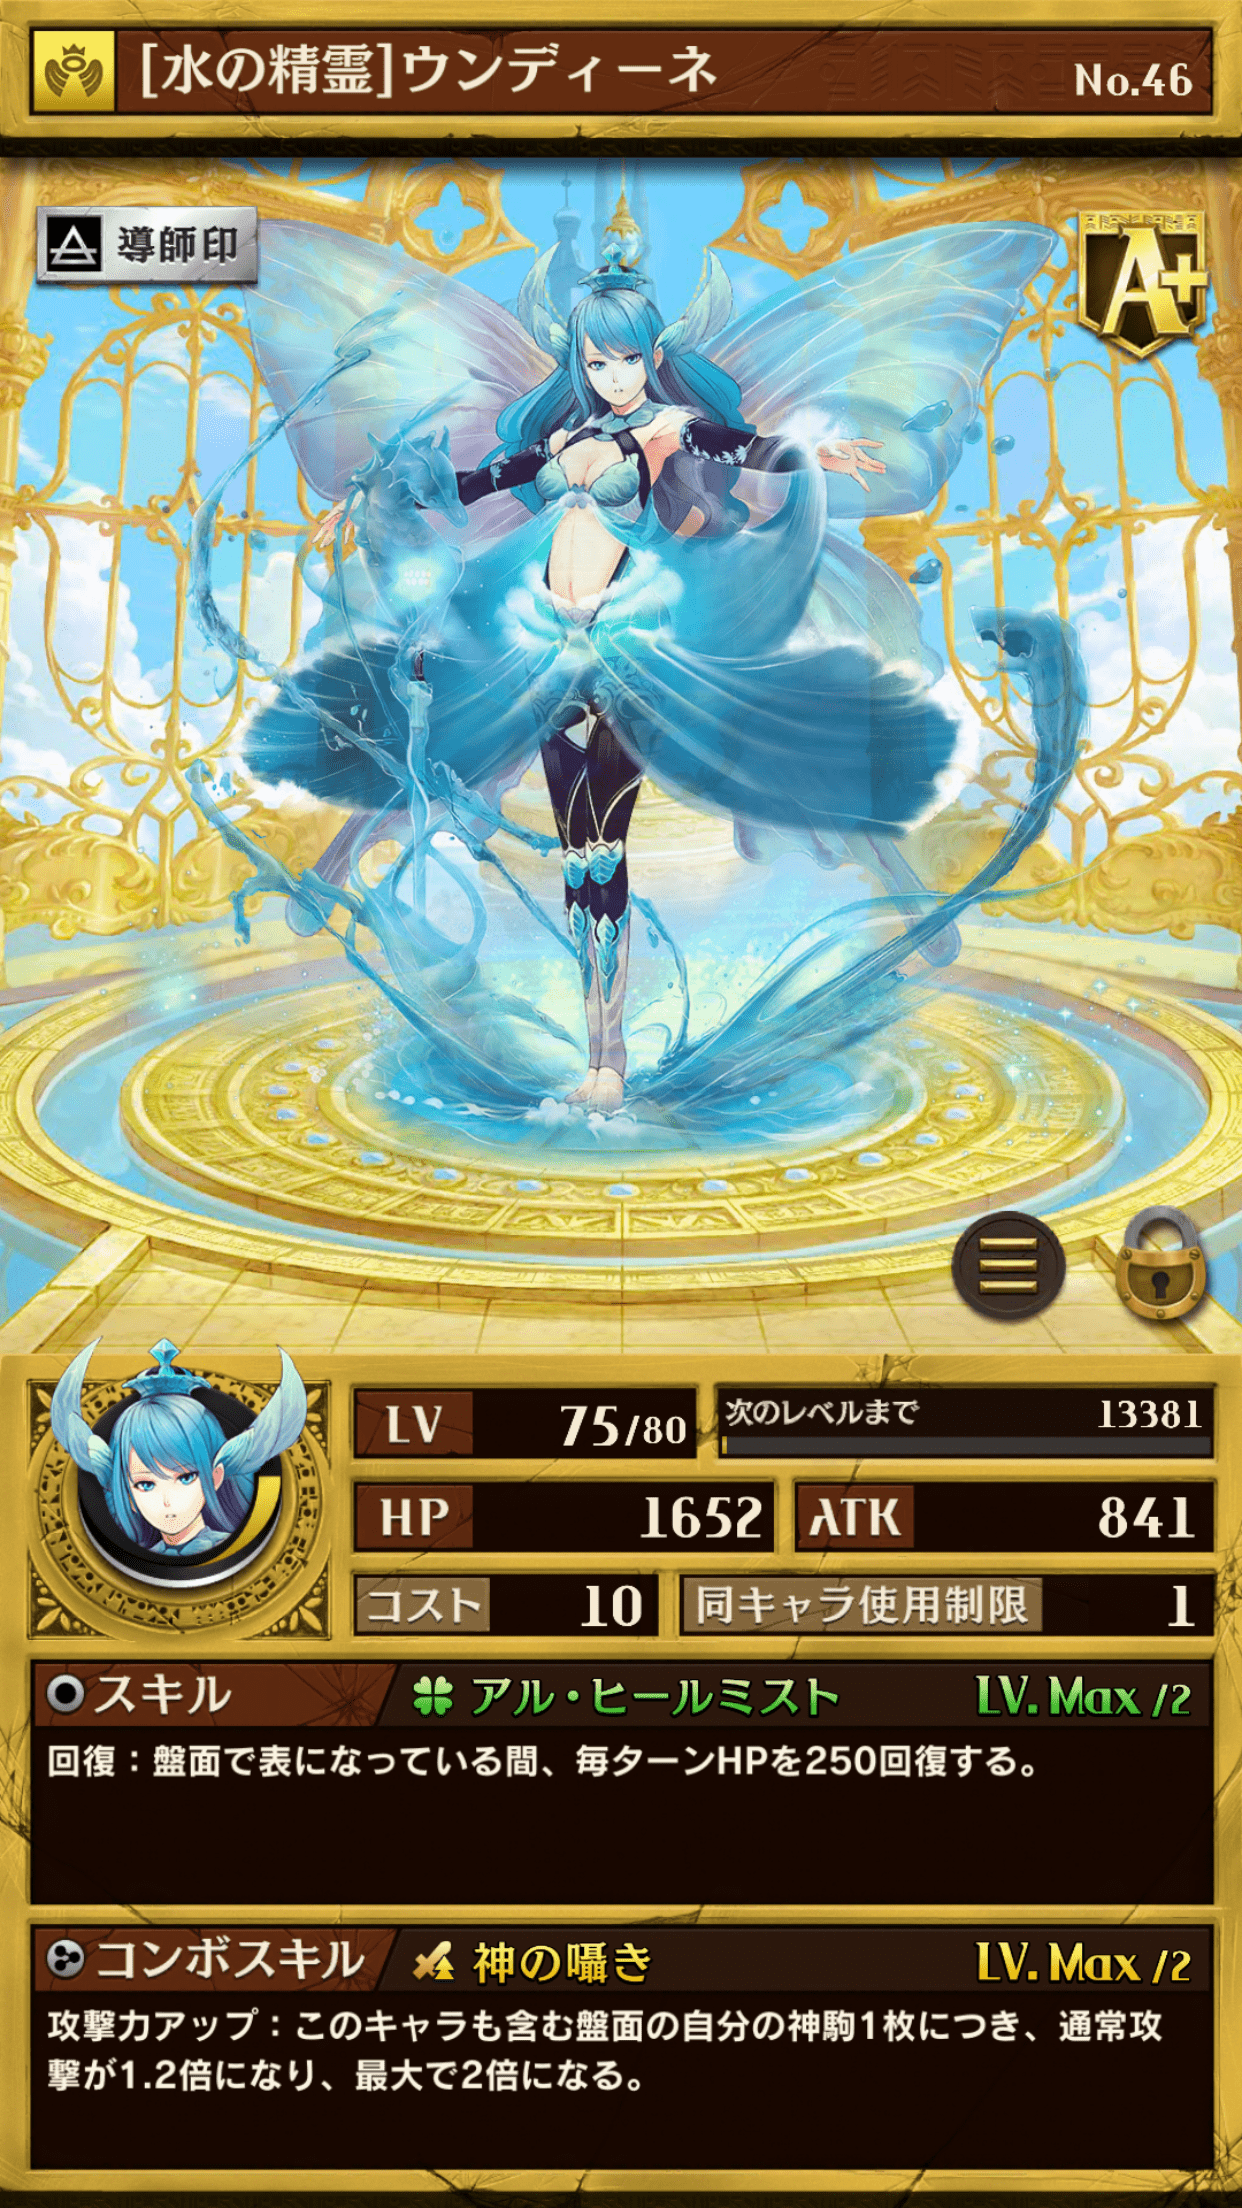 [水の精霊]ウンディーネ
No.46
導師印
A+
LV 75/80
次のレベルまで 13381
HP 1652
ATK 841
コスト 10
同キャラ使用制限 1
スキル アル・ヒールミスト LV. Max /2
回復：盤面で表になっている間、毎ターンHPを250回復する。
コンボスキル 神の囁き LV. Max /2
攻撃力アップ：このキャラも含む盤面の自分の神駒1枚につき、通常攻
撃が1.2倍になり、最大で2倍になる。